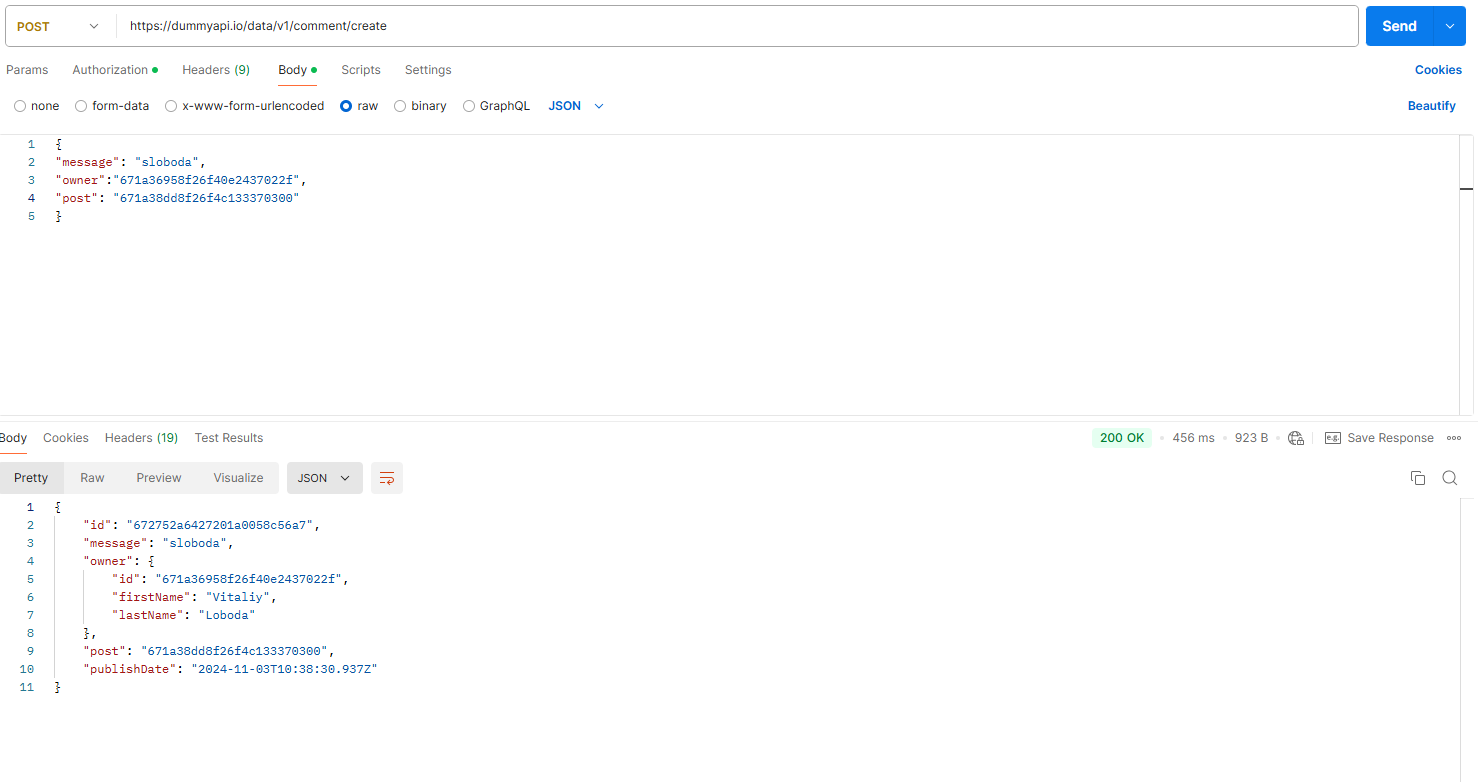 POST https://dummyapi.io/data/v1/comment/create Send
Params Authorization Headers (9) Body Scripts Settings Cookies
none form-data x-www-form-urlencoded raw binary GraphQL JSON Beautify
1 {
2 "message": "sloboda",
3 "owner":"671a36958f26f40e2437022f",
4 "post": "671a38dd8f26f4c133370300"
5 }
Body Cookies Headers (19) Test Results 200 OK 456 ms 923 B e.g. Save Response
Pretty Raw Preview Visualize JSON
1 {
2 "id": "672752a6427201a0058c56a7",
3 "message": "sloboda",
4 "owner": {
5 "id": "671a36958f26f40e2437022f",
6 "firstName": "Vitaliy",
7 "lastName": "Loboda"
8 },
9 "post": "671a38dd8f26f4c133370300",
10 "publishDate": "2024-11-03T10:38:30.937Z"
11 }